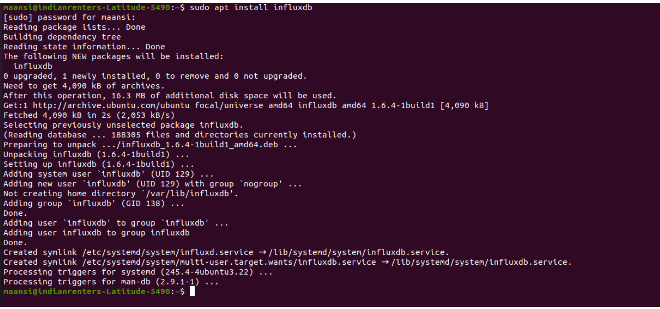 maansi@indianrenters-Latitude-5490:~$ sudo apt install influxdb
[sudo] password for maansi:
Reading package lists... Done
Building dependency tree
Reading state information... Done
The following NEW packages will be installed:
  influxdb
0 upgraded, 1 newly installed, 0 to remove and 0 not upgraded.
Need to get 4,090 kB of archives.
After this operation, 16.3 MB of additional disk space will be used.
Get:1 http://archive.ubuntu.com/ubuntu focal/universe amd64 influxdb amd64 1.6.4-1build1 [4,090 kB]
Fetched 4,090 kB in 2s (2,053 kB/s)
Selecting previously unselected package influxdb.
(Reading database ... 188305 files and directories currently installed.)
Preparing to unpack .../influxdb_1.6.4-1build1_amd64.deb ...
Unpacking influxdb (1.6.4-1build1) ...
Setting up influxdb (1.6.4-1build1) ...
Adding system user `influxdb' (UID 129) ...
Adding new user `influxdb' (UID 129) with group `nogroup' ...
Not creating home directory `/var/lib/influxdb'.
Adding group `influxdb' (GID 138) ...
Done.
Adding user `influxdb' to group `influxdb' ...
Adding user influxdb to group influxdb
Done.
Created symlink /etc/systemd/system/influxd.service → /lib/systemd/system/influxdb.service.
Created symlink /etc/systemd/system/multi-user.target.wants/influxdb.service → /lib/systemd/system/influxdb.service.
Processing triggers for systemd (245.4-4ubuntu3.22) ...
Processing triggers for man-db (2.9.1-1) ...
maansi@indianrenters-Latitude-5490:~$